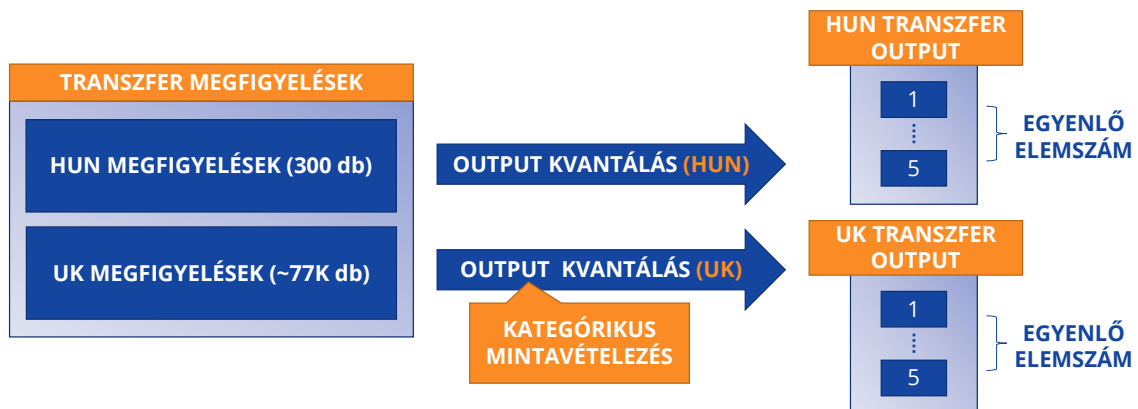 TRANSZFER MEGFIGYELÉSEK
HUN MEGFIGYELÉSEK (300 db)
UK MEGFIGYELÉSEK (~77K db)
OUTPUT KVANTÁLÁS (HUN)
OUTPUT KVANTÁLÁS (UK)
KATEGÓRIKUS
MINTAVÉTELEZÉS
HUN TRANSZFER
OUTPUT
1
5
EGYENLŐ
ELEMSZÁM
UK TRANSZFER
OUTPUT
1
5
EGYENLŐ
ELEMSZÁM